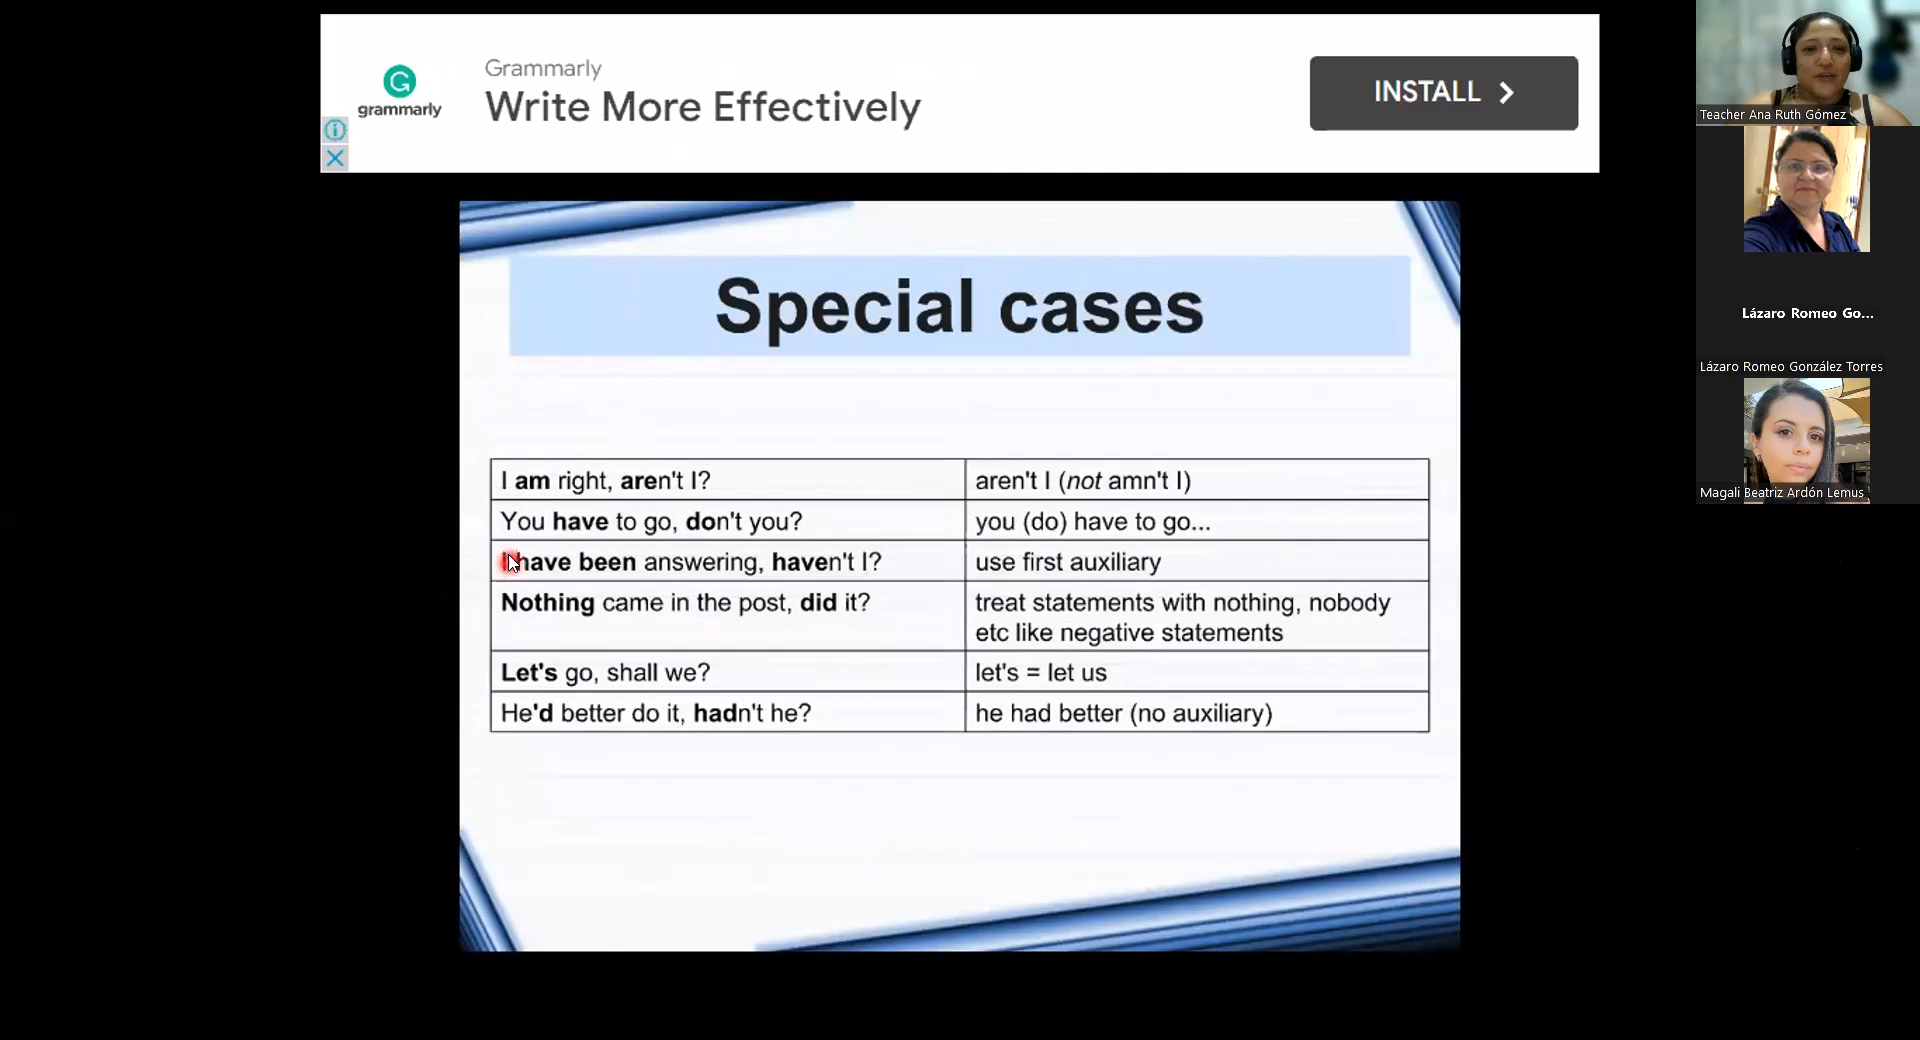 Grammarly
grammarly
Write More Effectively
INSTALL
Teacher Ana Ruth Gómez
Lázaro Romeo Go...
Lázaro Romeo González Torres
Magali Beatriz Ardón Lemus
Special cases
I am right, aren't I?
aren't I (not amn't I)
You have to go, don't you?
you (do) have to go...
I have been answering, haven't I?
use first auxiliary
Nothing came in the post, did it?
treat statements with nothing, nobody
etc like negative statements
Let's go, shall we?
let's = let us
He'd better do it, hadn't he?
he had better (no auxiliary)